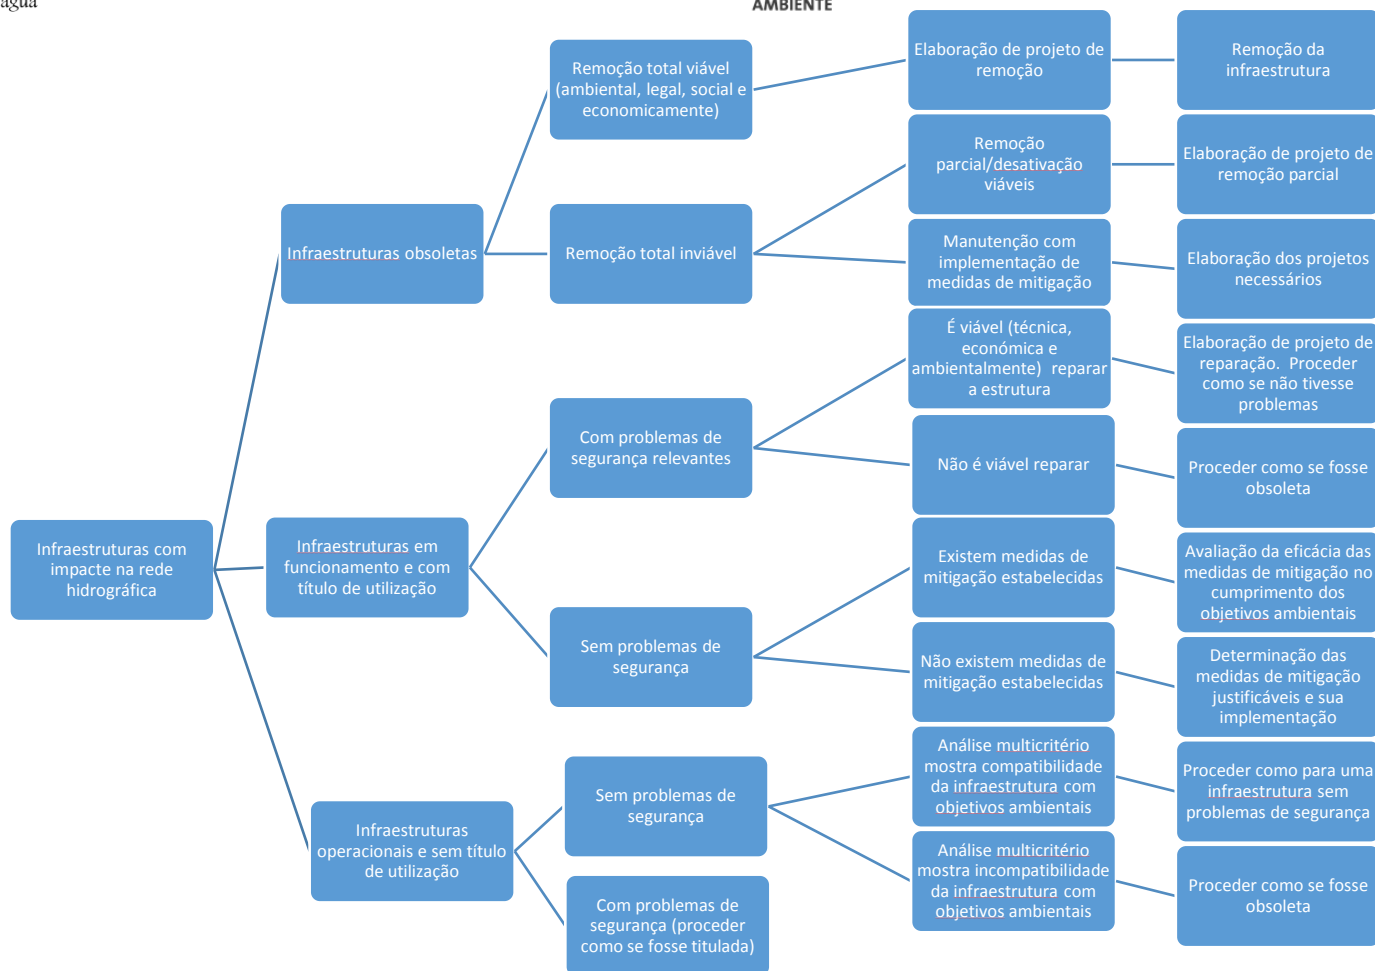 água
AMBIENTE
Infraestruturas com
impacte na rede
hidrográfica
Infraestruturas obsoletas
Remoção total viável
(ambiental, legal, social e
economicamente)
Elaboração de projeto de
remoção
Remoção da
infraestrutura
Remoção total inviável
Remoção
parcial/desativação
viáveis
Elaboração de projeto de
remoção parcial
Manutenção com
implementação de
medidas de mitigação
Elaboração dos projetos
necessários
Infraestruturas em
funcionamento e com
título de utilização
Com problemas de
segurança relevantes
É viável (técnica,
económica e
ambientalmente) reparar
a estrutura
Elaboração de projeto de
reparação. Proceder
como se não tivesse
problemas
Não é viável reparar
Proceder como se fosse
obsoleta
Sem problemas de
segurança
Existem medidas de
mitigação estabelecidas
Avaliação da eficácia das
medidas de mitigação no
cumprimento dos
objetivos ambientais
Não existem medidas de
mitigação estabelecidas
Determinação das
medidas de mitigação
justificáveis e sua
implementação
Infraestruturas
operacionais e sem título
de utilização
Sem problemas de
segurança
Análise multicritério
mostra compatibilidade
da infraestrutura com
objetivos ambientais
Proceder como para uma
infraestrutura sem
problemas de segurança
Análise multicritério
mostra incompatibilidade
da infraestrutura com
objetivos ambientais
Proceder como se fosse
obsoleta
Com problemas de
segurança (proceder
como se fosse titulada)